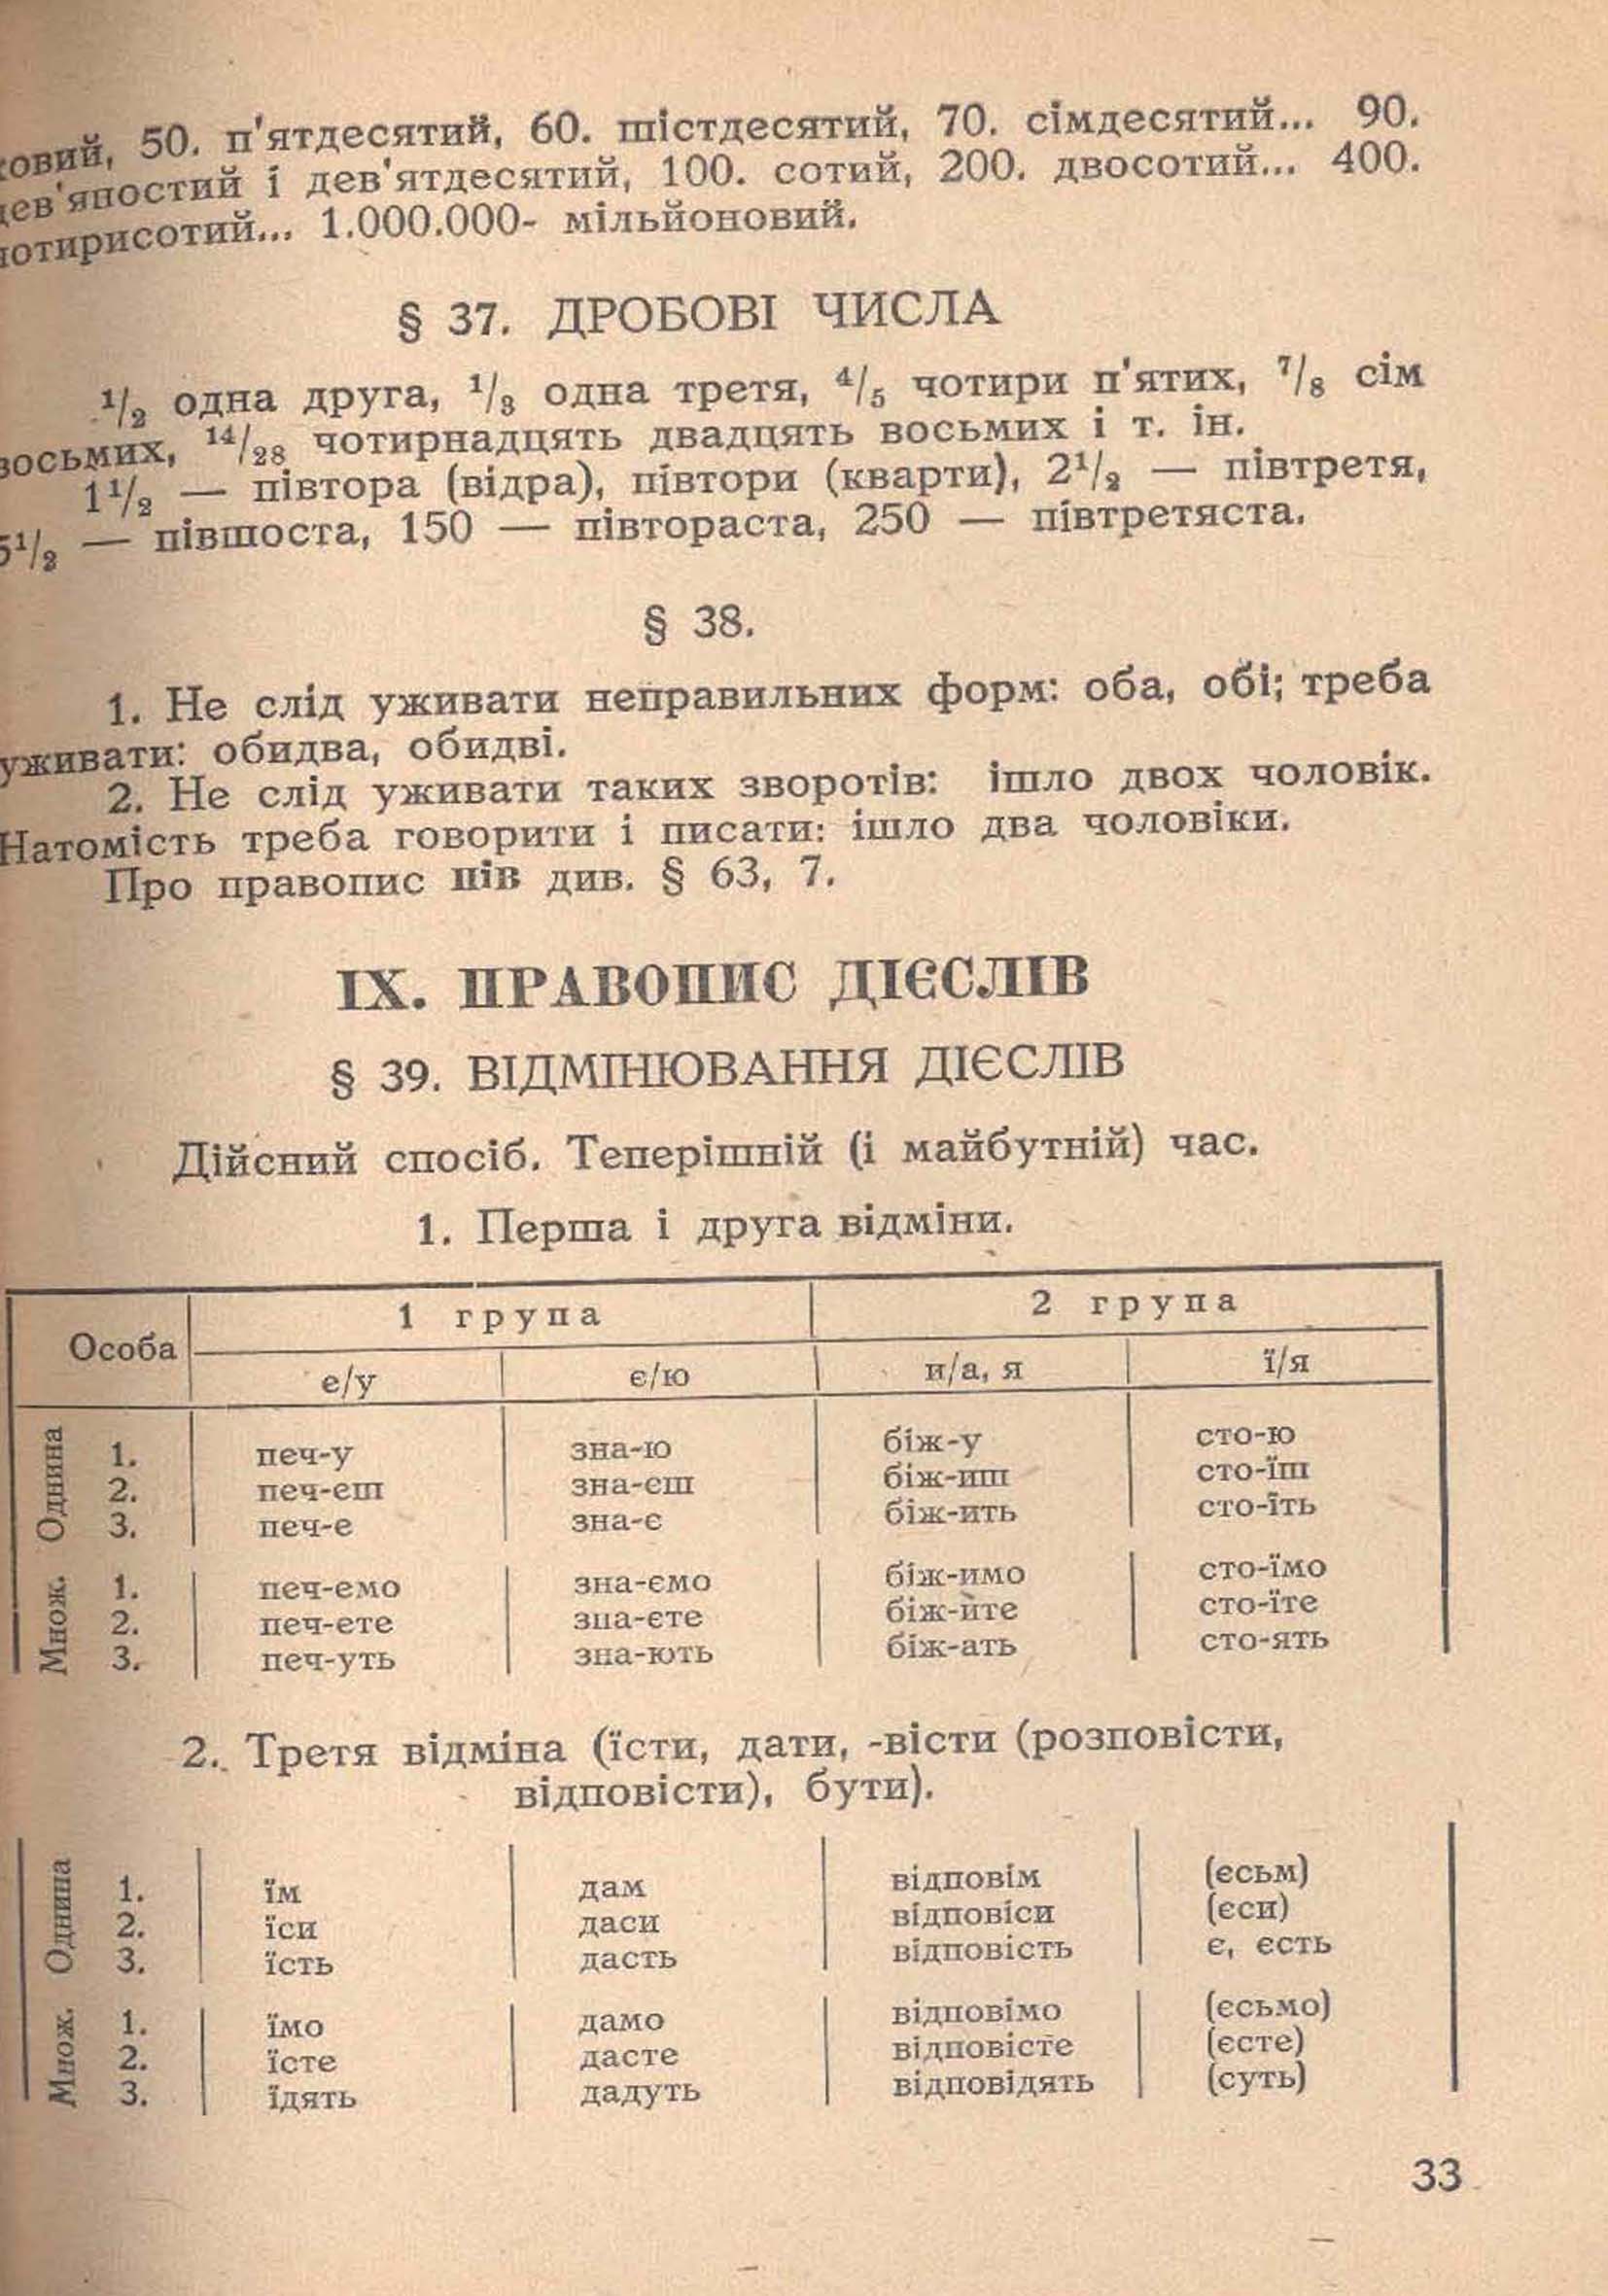 50. п'ятдесятий, 60. шістдесятий, 70. сімдесятий... 90.
дев'яностий і дев'ятдесятий, 100. сотий, 200. двосотий... 400.
чотирисотий... 1.000.000- мільйоновий.
§ 37. ДРОБОВІ ЧИСЛА
1/2 одна друга, 1/3 одна третя, 4/5 чотири п'ятих, 7/8 сім
восьмих, 14/28 чотирнадцять двадцять восьмих і т. ін.
1 1/2 — півтора (відра), півтори (кварти), 2 1/2 — півтретя,
5 1/2 — півшоста, 150 — півтораста, 250 — півтретяста.
§ 38.
1. Не слід уживати неправильних форм: оба, обі; треба
уживати: обидва, обидві.
2. Не слід уживати таких зворотів: ішло двох чоловік.
Натомість треба говорити і писати: ішло два чоловіки.
Про правопис пів див. § 63, 7.
IX. ПРАВОПИС ДІЄСЛІВ
§ 39. ВІДМІНЮВАННЯ ДІЄСЛІВ
Дійсний спосіб. Теперішній (і майбутній) час.
1. Перша і друга відміни.
Особа 1 група 2 група
е/у є/ю и/а, я ї/я
Однина
1. печ-у зна-ю біж-у сто-ю
2. печ-еш зна-єш біж-иш сто-їш
3. печ-е зна-є біж-ить сто-їть
Множ.
1. печ-емо зна-ємо біж-имо сто-їмо
2. печ-ете зна-єте біж-ите сто-їте
3. печ-уть зна-ють біж-ать сто-ять
2. Третя відміна (їсти, дати, -вісти (розповісти,
відповісти), бути).
Однина
1. їм дам відповім (єсьм)
2. їси даси відповіси (єси)
3. їсть дасть відповість є, єсть
Множ.
1. їмо дамо відповімо (єсьмо)
2. їсте дасте відповісте (єсте)
3. їдять дадуть відповідять (суть)
33